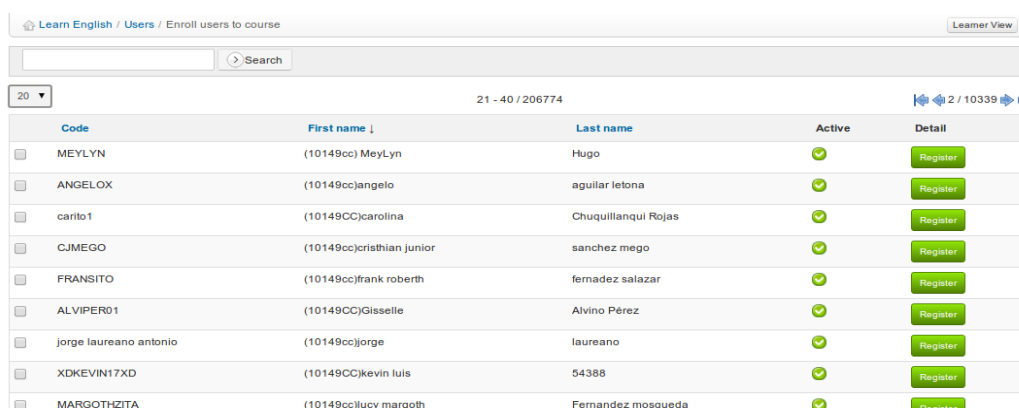 Learn English / Users / Enroll users to course Learner View
Search
20 21 - 40 / 206774 2 / 10339
Code First name ↓ Last name Active Detail
MEYLYN (10149cc) MeyLyn Hugo Register
ANGELOX (10149cc)angelo aguilar letona Register
carito1 (10149CC)carolina Chuquillanqui Rojas Register
CJMEGO (10149cc)cristhian junior sanchez mego Register
FRANSITO (10149cc)frank roberth fernadez salazar Register
ALVIPER01 (10149CC)Gisselle Alvino Pérez Register
jorge laureano antonio (10149cc)jorge laureano Register
XDKEVIN17XD (10149CC)kevin luis 54388 Register
MARGOTHZITA (10149cc)lucy margoth Fernandez mosqueda Register